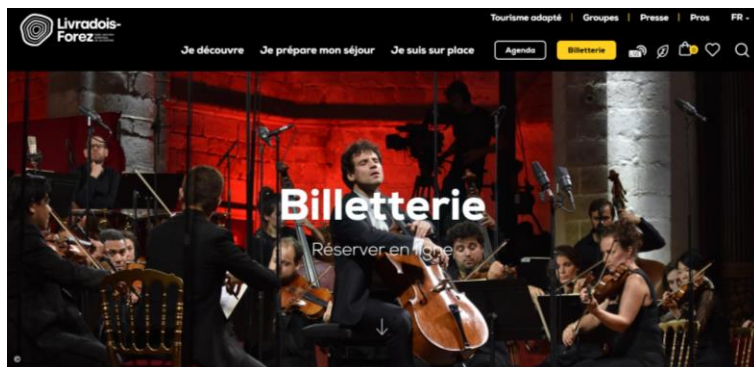 Tourisme adapté | Groupes | Presse | Pros FR
Livradois-
Forez
Je découvre Je prépare mon séjour Je suis sur place Agenda Billetterie
Billetterie
Réserver en ligne
©